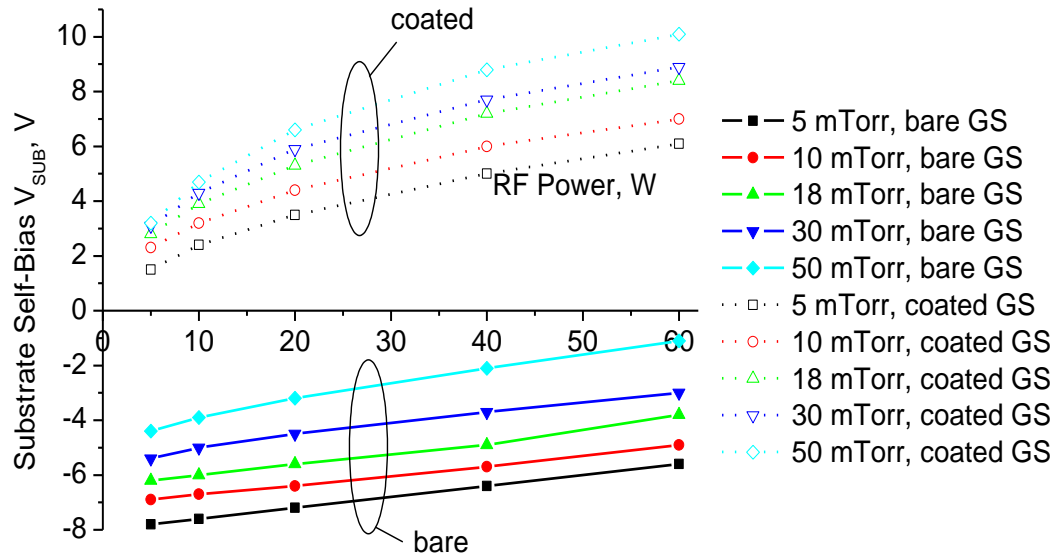 coated
10
8
6
4
2
0
-2
-4
-6
-8
Substrate Self-Bias V_SUB, V
0 10 20 30 40 50 60
RF Power, W
bare
5 mTorr, bare GS
10 mTorr, bare GS
18 mTorr, bare GS
30 mTorr, bare GS
50 mTorr, bare GS
5 mTorr, coated GS
10 mTorr, coated GS
18 mTorr, coated GS
30 mTorr, coated GS
50 mTorr, coated GS